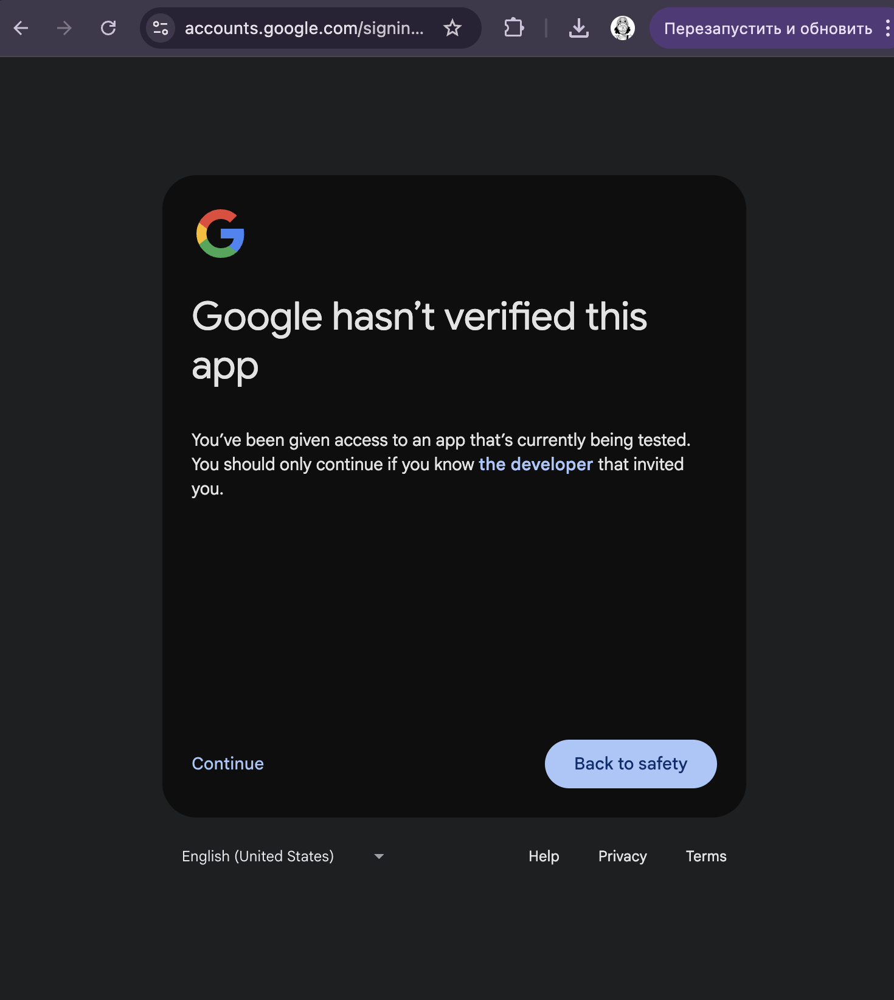 accounts.google.com/signin...
Перезапустить и обновить
Google hasn’t verified this
app
You’ve been given access to an app that’s currently being tested.
You should only continue if you know the developer that invited
you.
Continue
Back to safety
English (United States)
Help
Privacy
Terms